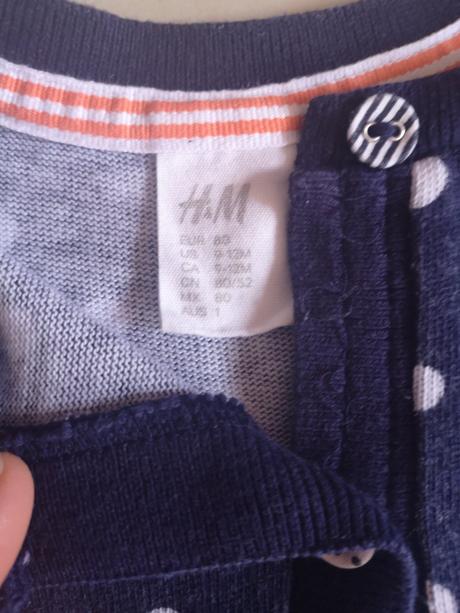 H&M
EUR 80
US 9-12M
CA 9-12M
CN 80/52
MX 80
AUS 1